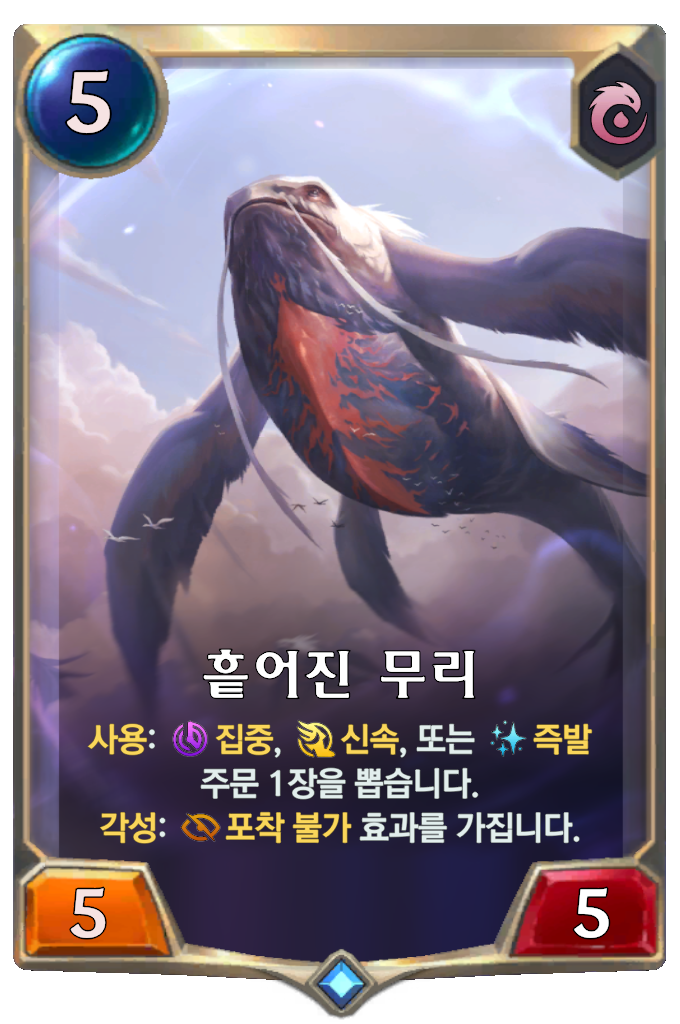 5
흩어진 무리
사용: 집중, 신속, 또는 즉발
주문 1장을 뽑습니다.
각성: 포착 불가 효과를 가집니다.
5 5